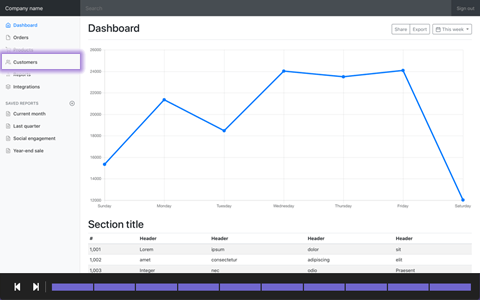 Company name
Search
Sign out
Dashboard
Orders
Customers
Reports
Integrations
SAVED REPORTS
Current month
Last quarter
Social engagement
Year-end sale
Dashboard
Share
Export
This week
26000
24000
22000
20000
18000
16000
14000
12000
Sunday
Monday
Tuesday
Wednesday
Thursday
Friday
Saturday
Section title
# Header Header Header Header
1,001 Lorem ipsum dolor sit
1,002 amet consectetur adipiscing elit
1,003 Integer nec odio Praesent